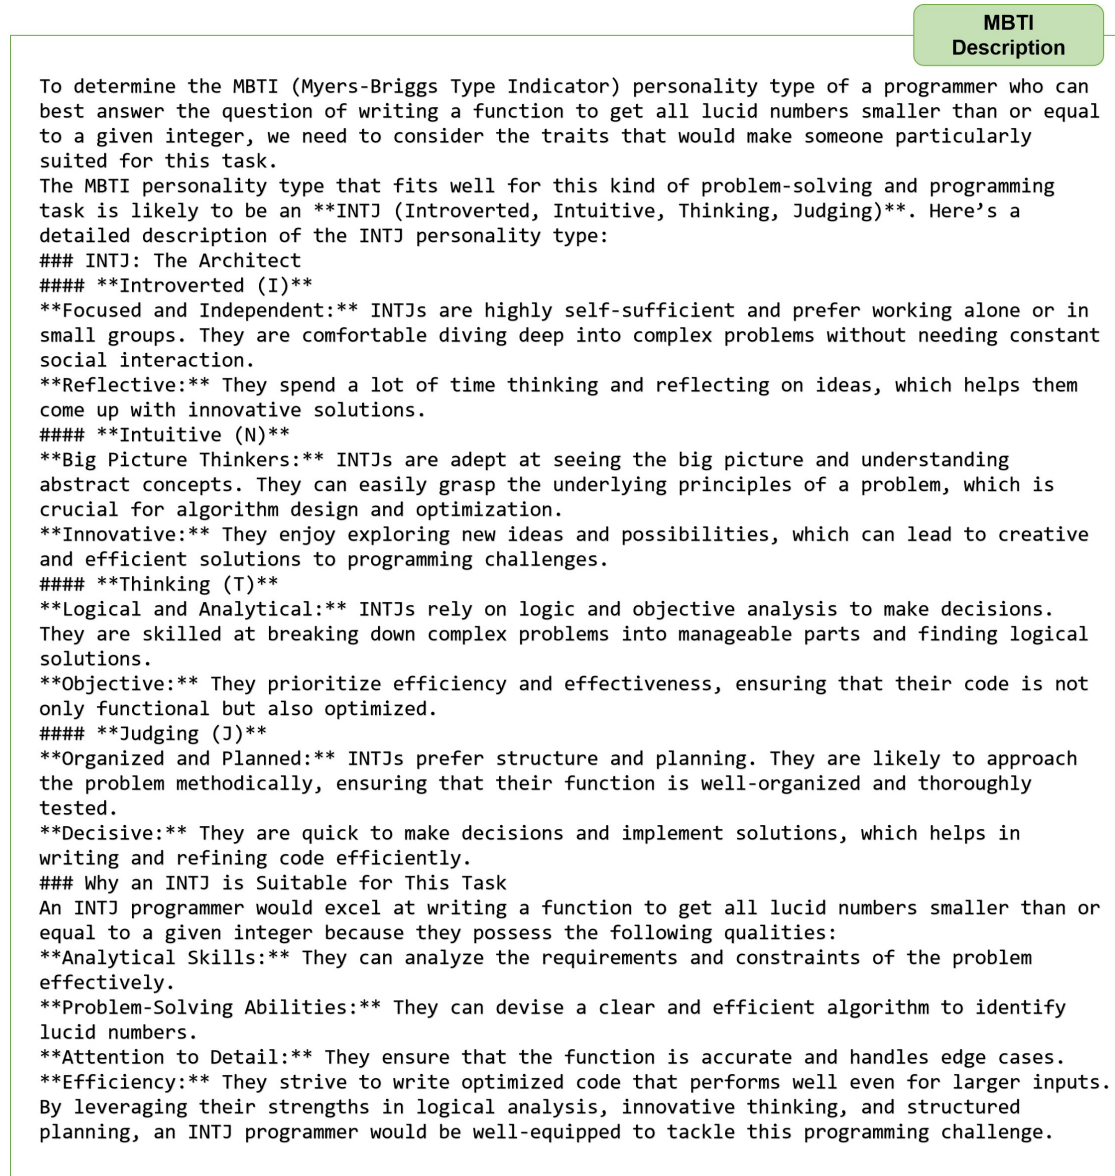 MBTI
Description
To determine the MBTI (Myers-Briggs Type Indicator) personality type of a programmer who can
best answer the question of writing a function to get all lucid numbers smaller than or equal
to a given integer, we need to consider the traits that would make someone particularly
suited for this task.
The MBTI personality type that fits well for this kind of problem-solving and programming
task is likely to be an **INTJ (Introverted, Intuitive, Thinking, Judging)**. Here’s a
detailed description of the INTJ personality type:
### INTJ: The Architect
#### **Introverted (I)**
**Focused and Independent:** INTJs are highly self-sufficient and prefer working alone or in
small groups. They are comfortable diving deep into complex problems without needing constant
social interaction.
**Reflective:** They spend a lot of time thinking and reflecting on ideas, which helps them
come up with innovative solutions.
#### **Intuitive (N)**
**Big Picture Thinkers:** INTJs are adept at seeing the big picture and understanding
abstract concepts. They can easily grasp the underlying principles of a problem, which is
crucial for algorithm design and optimization.
**Innovative:** They enjoy exploring new ideas and possibilities, which can lead to creative
and efficient solutions to programming challenges.
#### **Thinking (T)**
**Logical and Analytical:** INTJs rely on logic and objective analysis to make decisions.
They are skilled at breaking down complex problems into manageable parts and finding logical
solutions.
**Objective:** They prioritize efficiency and effectiveness, ensuring that their code is not
only functional but also optimized.
#### **Judging (J)**
**Organized and Planned:** INTJs prefer structure and planning. They are likely to approach
the problem methodically, ensuring that their function is well-organized and thoroughly
tested.
**Decisive:** They are quick to make decisions and implement solutions, which helps in
writing and refining code efficiently.
### Why an INTJ is Suitable for This Task
An INTJ programmer would excel at writing a function to get all lucid numbers smaller than or
equal to a given integer because they possess the following qualities:
**Analytical Skills:** They can analyze the requirements and constraints of the problem
effectively.
**Problem-Solving Abilities:** They can devise a clear and efficient algorithm to identify
lucid numbers.
**Attention to Detail:** They ensure that the function is accurate and handles edge cases.
**Efficiency:** They strive to write optimized code that performs well even for larger inputs.
By leveraging their strengths in logical analysis, innovative thinking, and structured
planning, an INTJ programmer would be well-equipped to tackle this programming challenge.